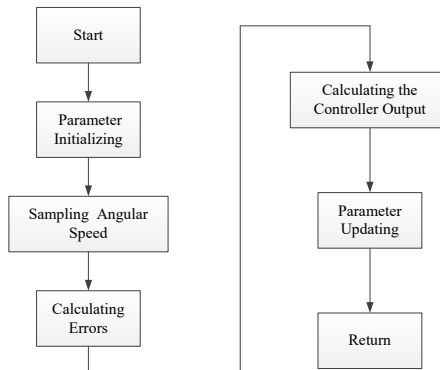 Start
Parameter
Initializing
Sampling Angular
Speed
Calculating
Errors
Calculating the
Controller Output
Parameter
Updating
Return